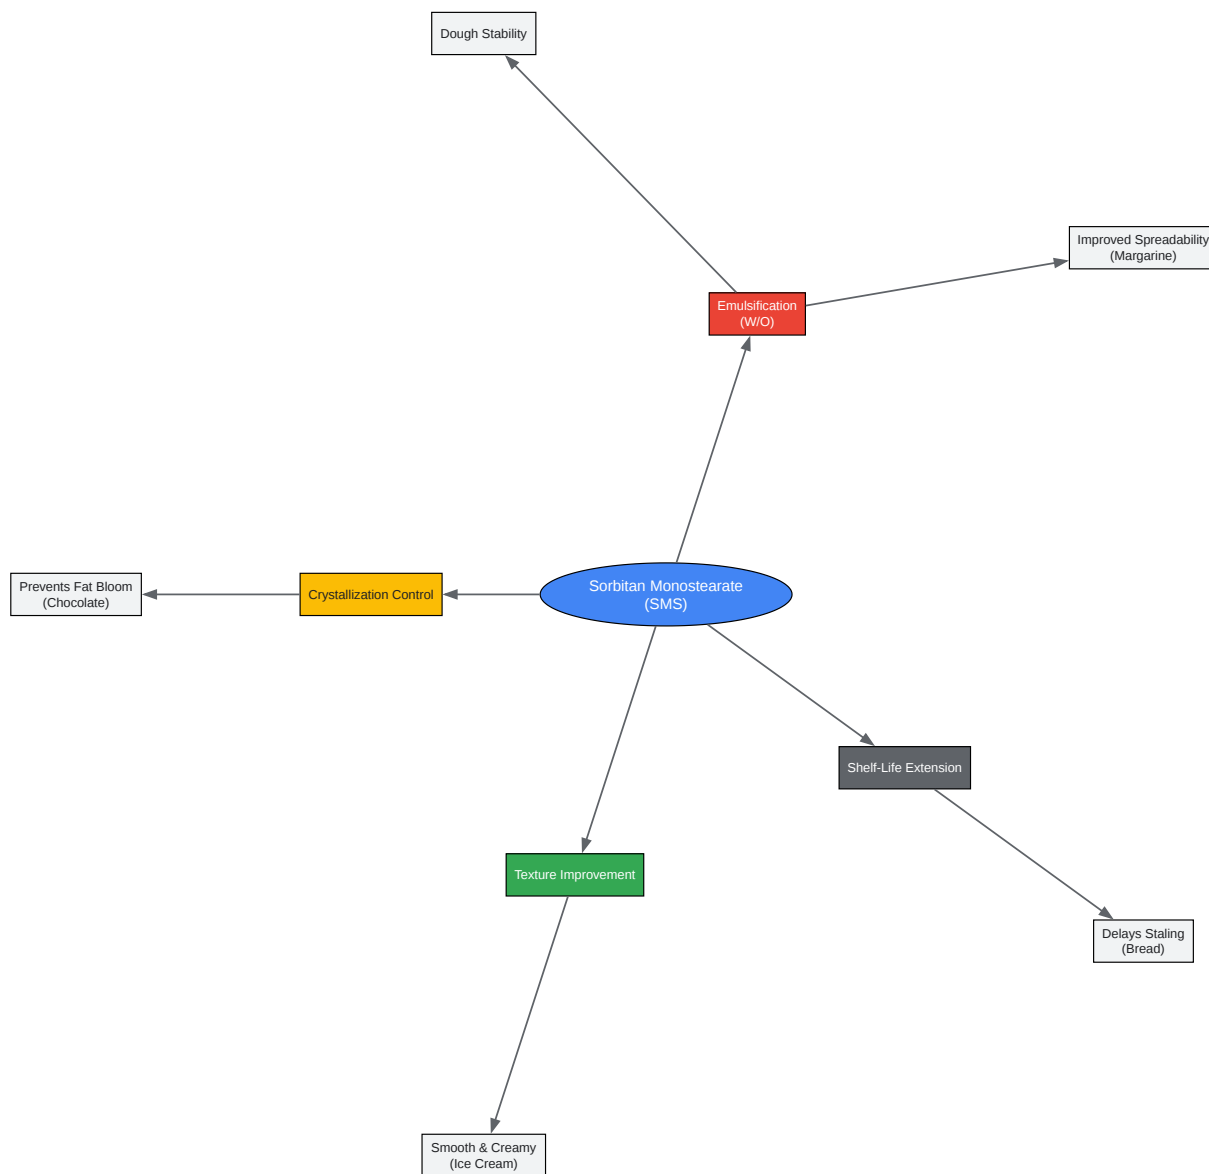 Dough Stability
Improved Spreadability
(Margarine)
Emulsification
(W/O)
Prevents Fat Bloom
(Chocolate)
Crystallization Control
Sorbitan Monostearate
(SMS)
Shelf-Life Extension
Texture Improvement
Delays Staling
(Bread)
Smooth & Creamy
(Ice Cream)